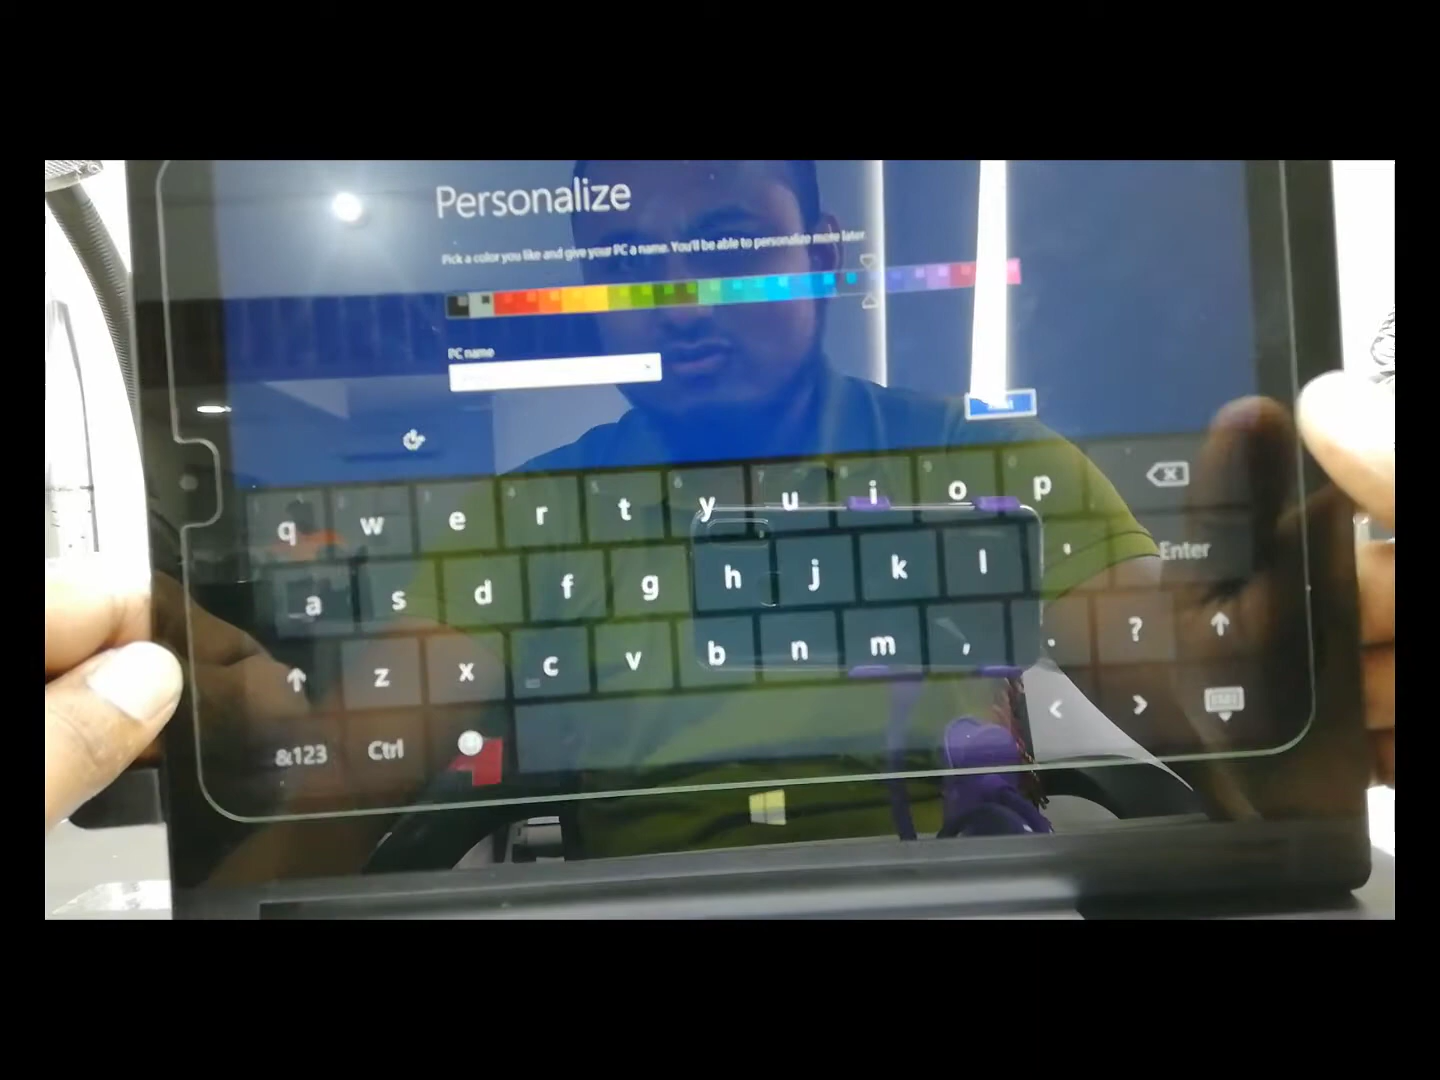 Personalize
Pick a color you like and give your PC a name. You'll be able to personalize more later.
PC name
q w e r t y u i o p
a s d f g h j k l ' Enter
z x c v b n m , . ?
&123 Ctrl < >